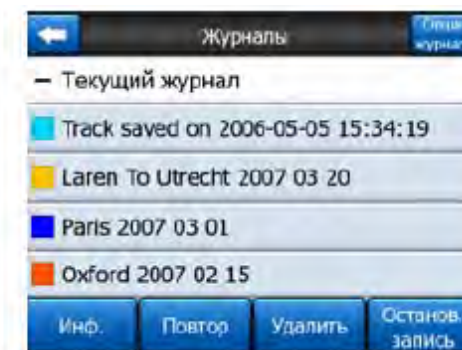 Журналы
журнал
— Текущий журнал
Track saved on 2006-05-05 15:34:19
Laren To Utrecht 2007 03 20
Paris 2007 03 01
Oxford 2007 02 15
Инф.
Повтор
Удалить
Останов.
запись